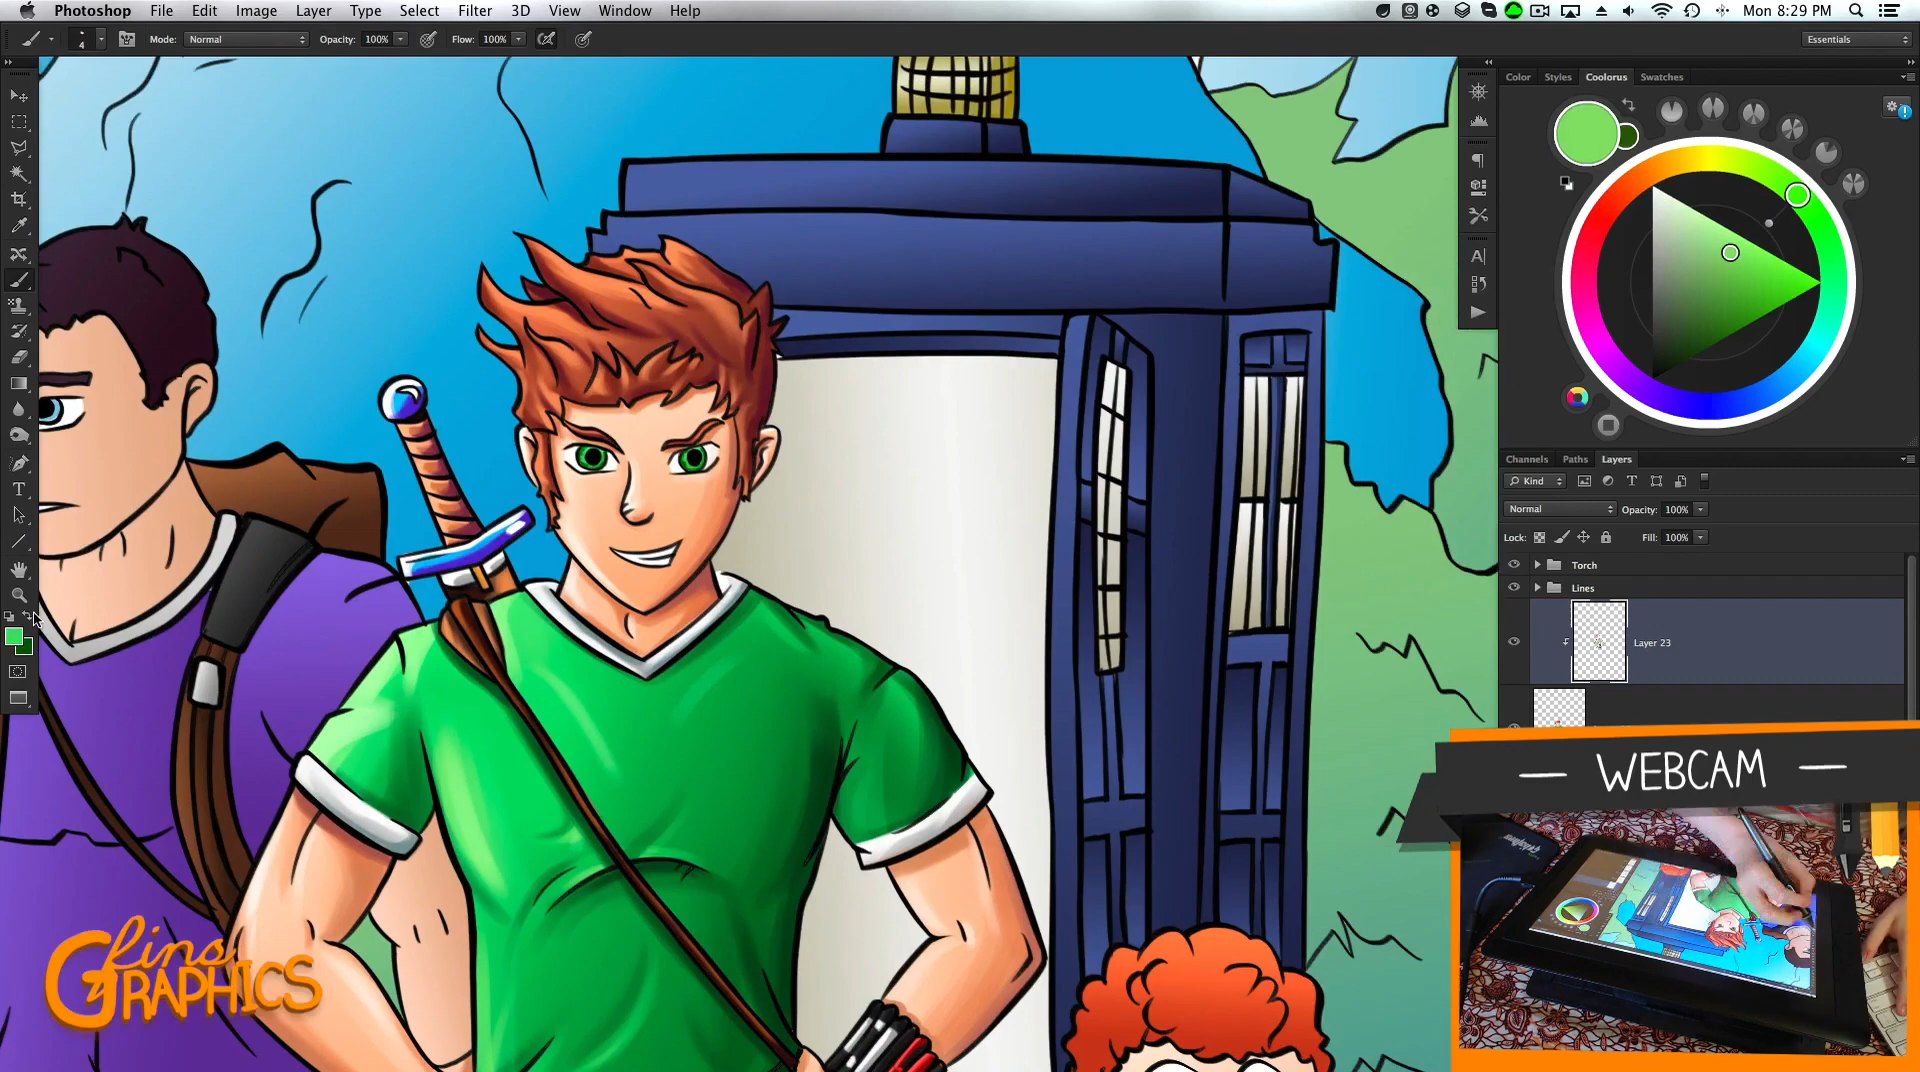 Photoshop File Edit Image Layer Type Select Filter 3D View Window Help Mon 8:29 PM
4 Mode: Normal Opacity: 100% Flow: 100% Essentials
Color Styles Coolorus Swatches
Channels Paths Layers
Kind
Normal Opacity: 100%
Lock: Fill: 100%
Torch
Lines
Layer 23
WEBCAM
Glins
GRAPHICS